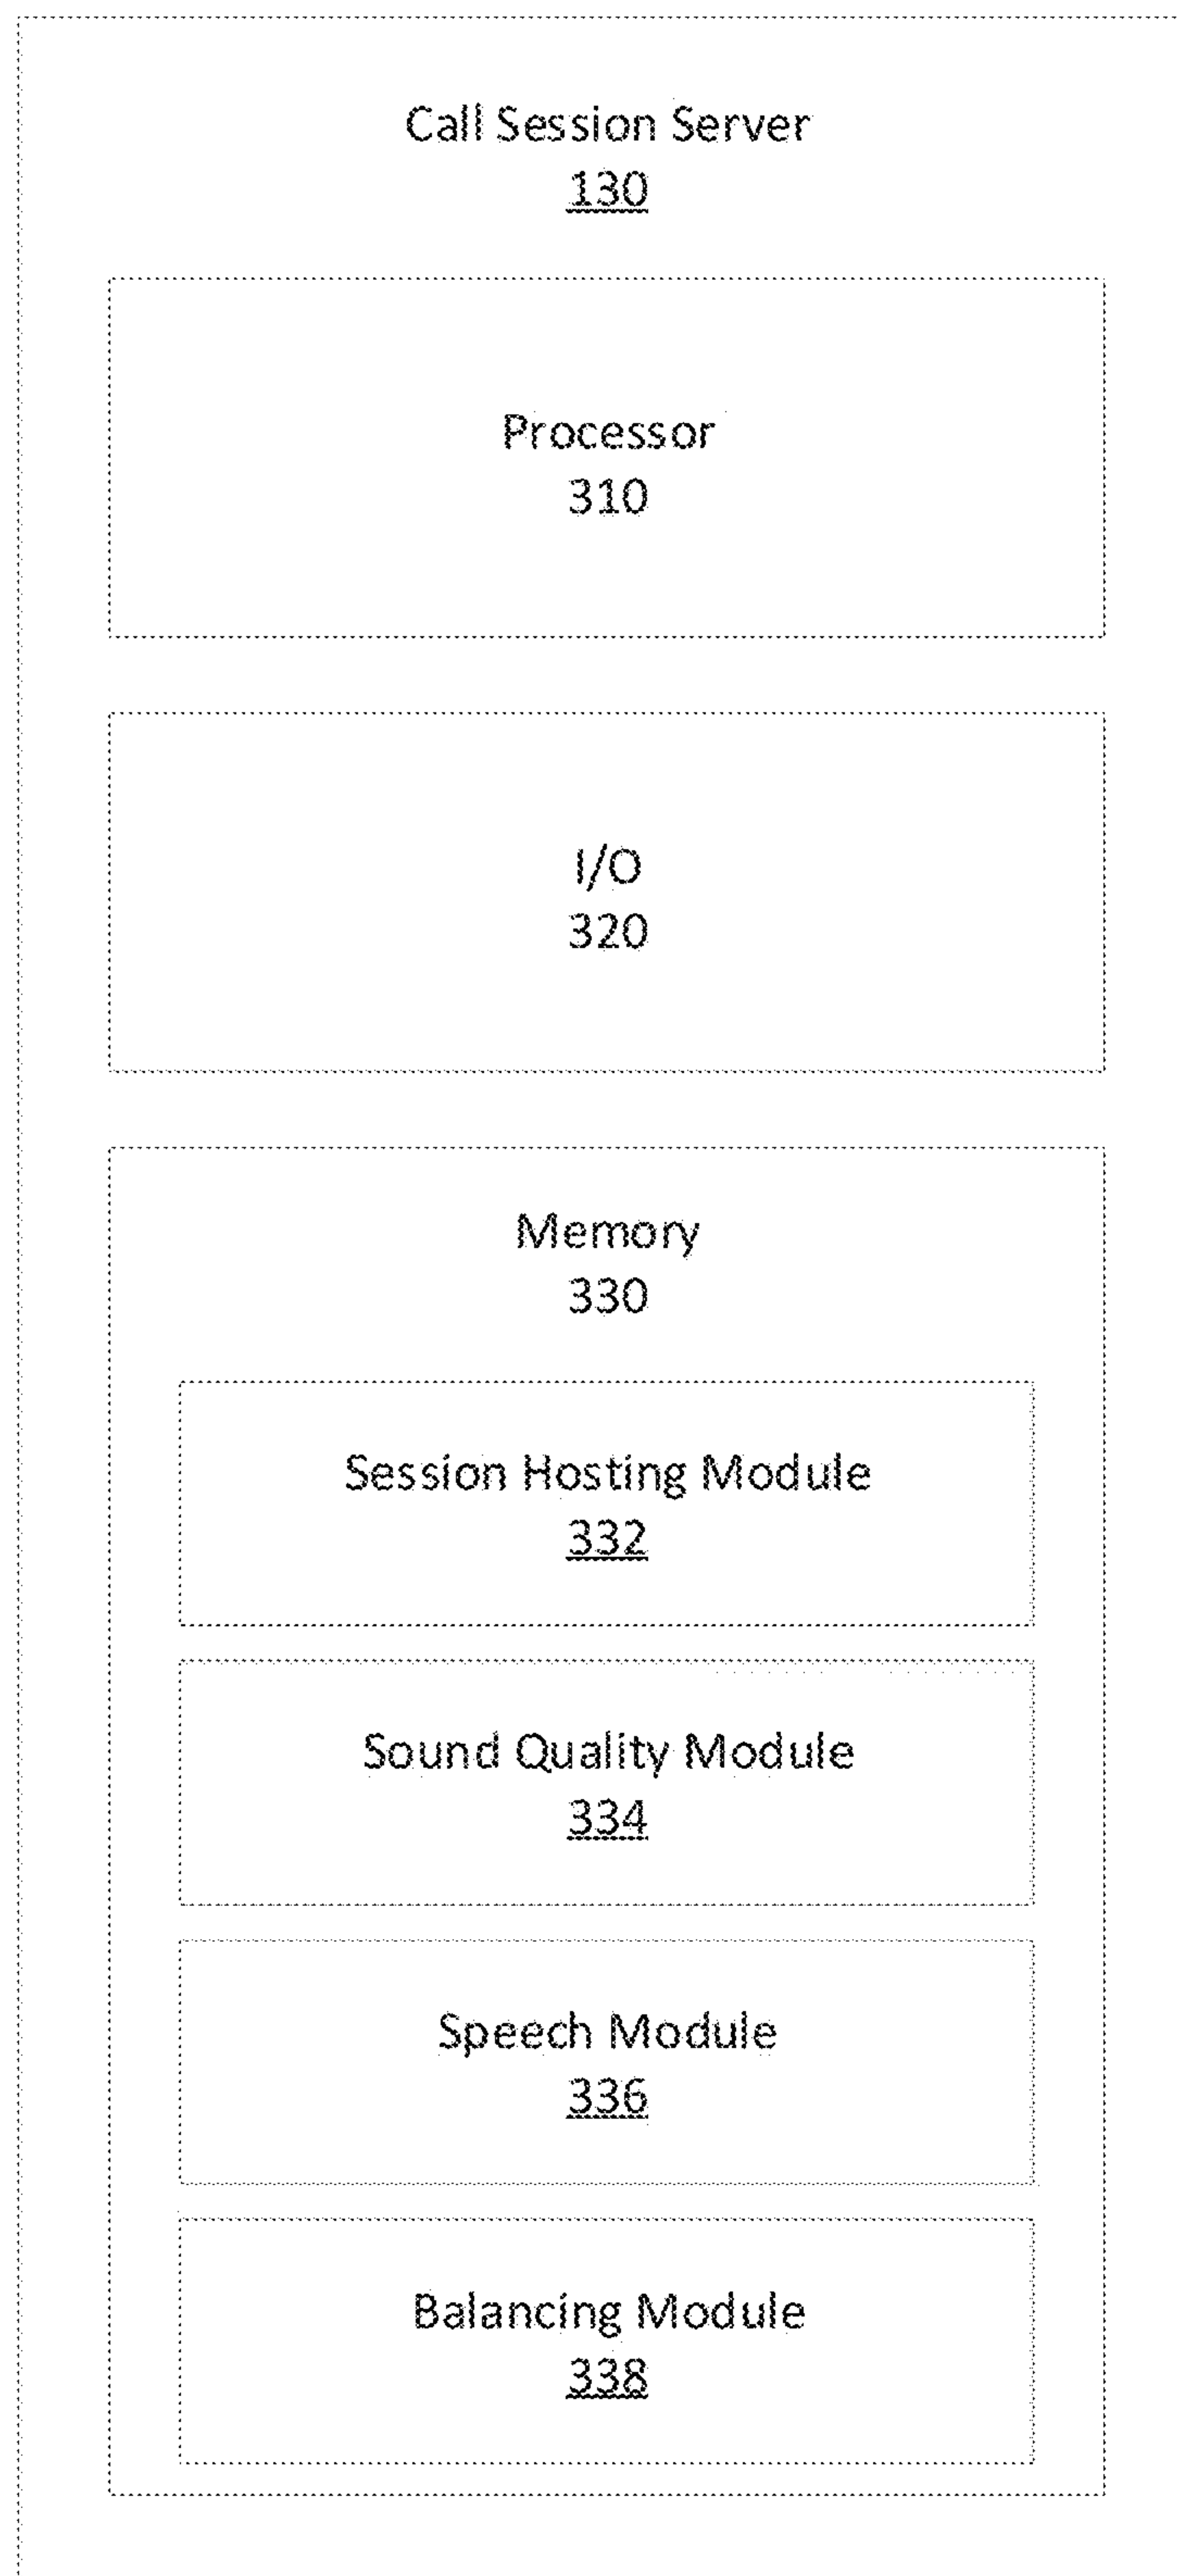 Call Session Server
130
Processor
310
I/O
320
Memory
330
Session Hosting Module
332
Sound Quality Module
334
Speech Module
336
Balancing Module
338